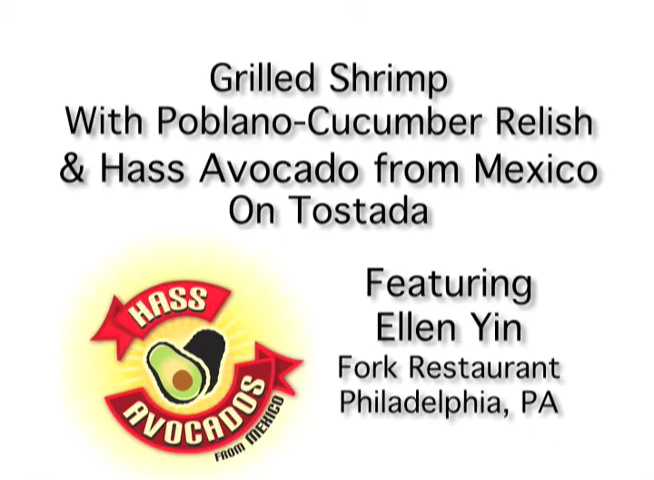 Grilled Shrimp
With Poblano-Cucumber Relish
& Hass Avocado from Mexico
On Tostada
Featuring
Ellen Yin
Fork Restaurant
Philadelphia, PA
HASS
AVOCADOS
FROM MEXICO